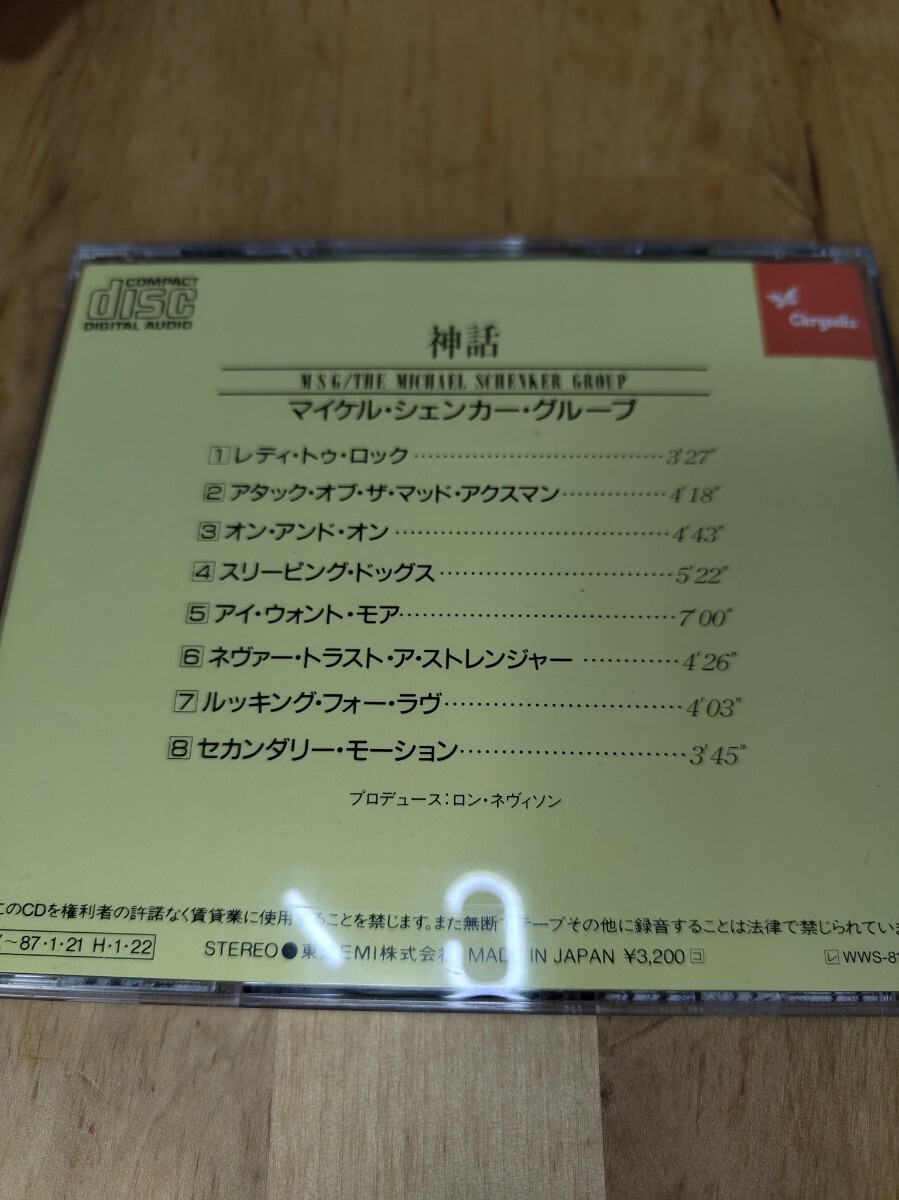 COMPACT
disc
DIGITAL AUDIO
Chrysalis
神話
M S G/THE MICHAEL SCHENKER GROUP
マイケル・シェンカー・グループ
1 レディ・トゥ・ロック 3'27"
2 アタック・オブ・ザ・マッド・アクスマン 4'18"
3 オン・アンド・オン 4'43"
4 スリーピング・ドッグス 5'22"
5 アイ・ウォント・モア 7'00"
6 ネヴァー・トラスト・ア・ストレンジャー 4'26"
7 ルッキング・フォー・ラヴ 4'03"
8 セカンダリー・モーション 3'45"
プロデュース:ロン・ネヴィソン
このCDを権利者の許諾なく賃貸業に使用することを禁じます。また無断でテープその他に録音することは法律で禁じられていま
〜87・1・21 H・1・22 STEREO●東 EMI株式会社 MADE IN JAPAN ¥3,200 コ レ WWS-81